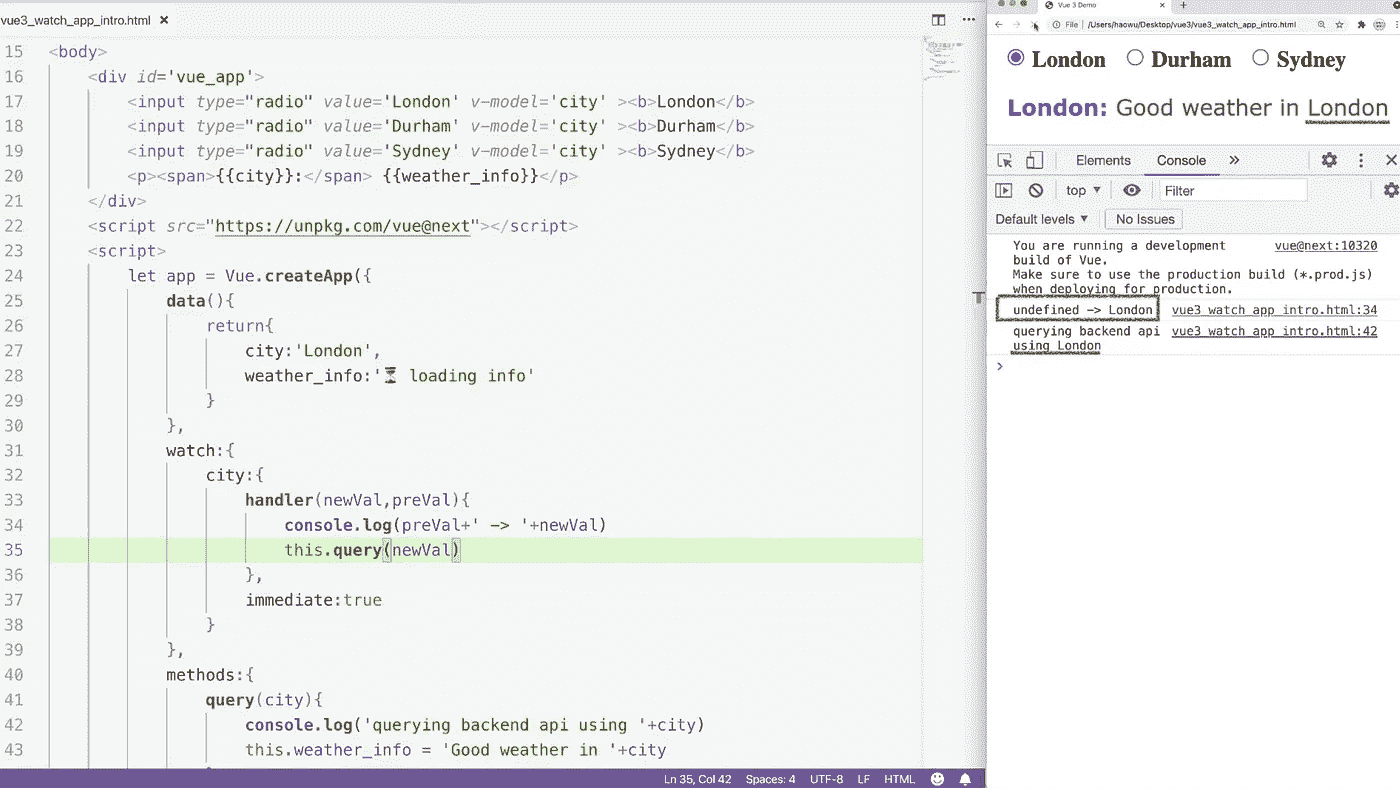 vue3_watch_app_intro.html ×
15 <body>
16 <div id='vue_app'>
17 <input type="radio" value='London' v-model='city' ><b>London</b>
18 <input type="radio" value='Durham' v-model='city' ><b>Durham</b>
19 <input type="radio" value='Sydney' v-model='city' ><b>Sydney</b>
20 <p><span>{{city}}:</span> {{weather_info}}</p>
21 </div>
22 <script src="https://unpkg.com/vue@next"></script>
23 <script>
24 let app = Vue.createApp({
25 data(){
26 return{
27 city:'London',
28 weather_info:'⌛ loading info'
29 }
30 },
31 watch:{
32 city:{
33 handler(newVal,preVal){
34 console.log(preVal+' -> '+newVal)
35 this.query(newVal)
36 },
37 immediate:true
38 }
39 },
40 methods:{
41 query(city){
42 console.log('querying backend api using '+city)
43 this.weather_info = 'Good weather in '+city
Ln 35, Col 42 Spaces: 4 UTF-8 LF HTML
Vue 3 Demo × +
File | /Users/haowu/Desktop/vue3/vue3_watch_app_intro.html
London Durham Sydney
London: Good weather in London
Elements Console »
top ▼ Filter
Default levels ▼ No Issues
You are running a development vue@next:10320
build of Vue.
Make sure to use the production build (*.prod.js)
when deploying for production.
undefined -> London vue3 watch app intro.html:34
querying backend api vue3 watch app intro.html:42
using London
>